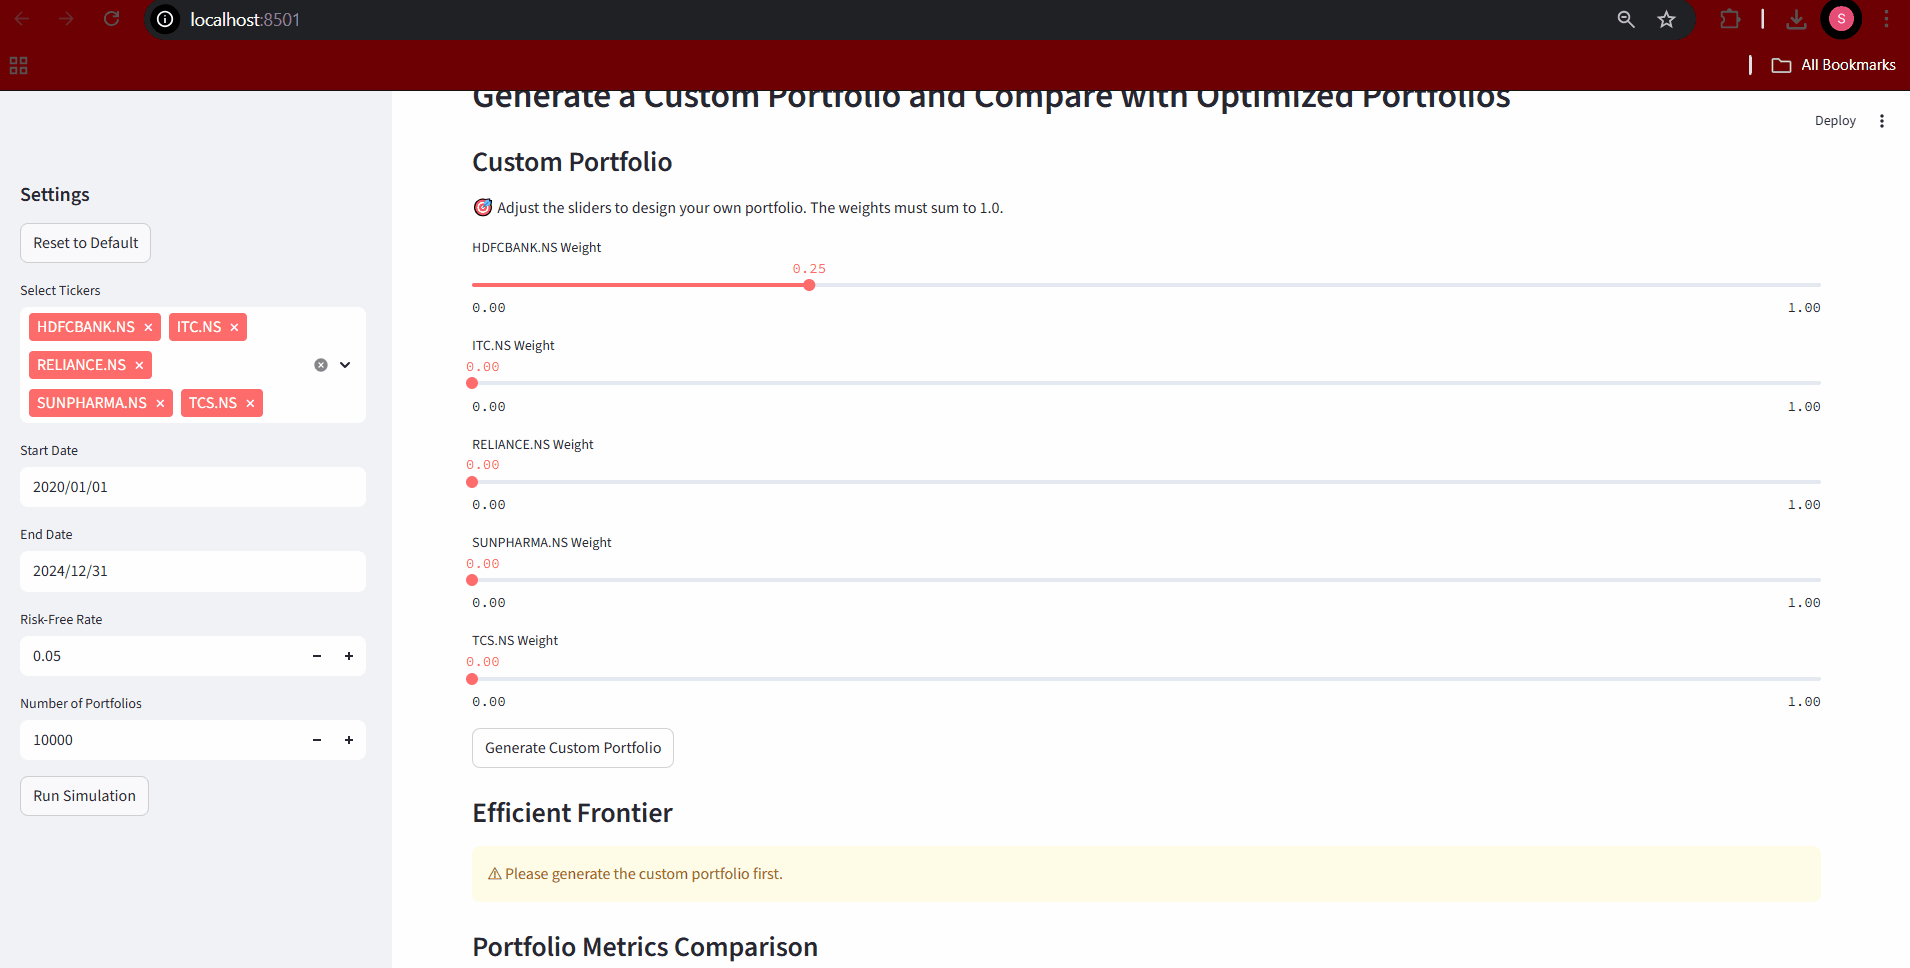 localhost:8501
S
All Bookmarks
Generate a Custom Portfolio and Compare with Optimized Portfolios
Deploy
Settings
Reset to Default
Select Tickers
HDFCBANK.NS × ITC.NS ×
RELIANCE.NS ×
SUNPHARMA.NS × TCS.NS ×
Start Date
2020/01/01
End Date
2024/12/31
Risk-Free Rate
0.05 − +
Number of Portfolios
10000 − +
Run Simulation
Custom Portfolio
🎯 Adjust the sliders to design your own portfolio. The weights must sum to 1.0.
HDFCBANK.NS Weight
0.25
0.00 1.00
ITC.NS Weight
0.00
0.00 1.00
RELIANCE.NS Weight
0.00
0.00 1.00
SUNPHARMA.NS Weight
0.00
0.00 1.00
TCS.NS Weight
0.00
0.00 1.00
Generate Custom Portfolio
Efficient Frontier
⚠ Please generate the custom portfolio first.
Portfolio Metrics Comparison